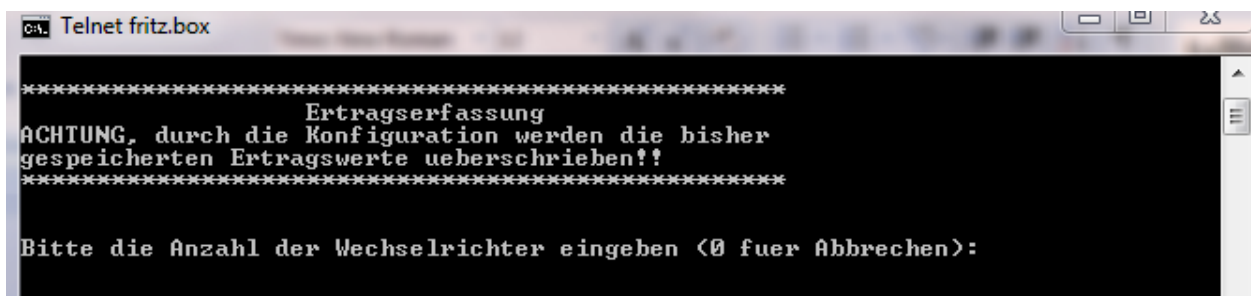 Telnet fritz.box
***************************************************
Ertragserfassung
ACHTUNG, durch die Konfiguration werden die bisher
gespeicherten Ertragswerte ueberschrieben!!
***************************************************
Bitte die Anzahl der Wechselrichter eingeben (0 fuer Abbrechen):